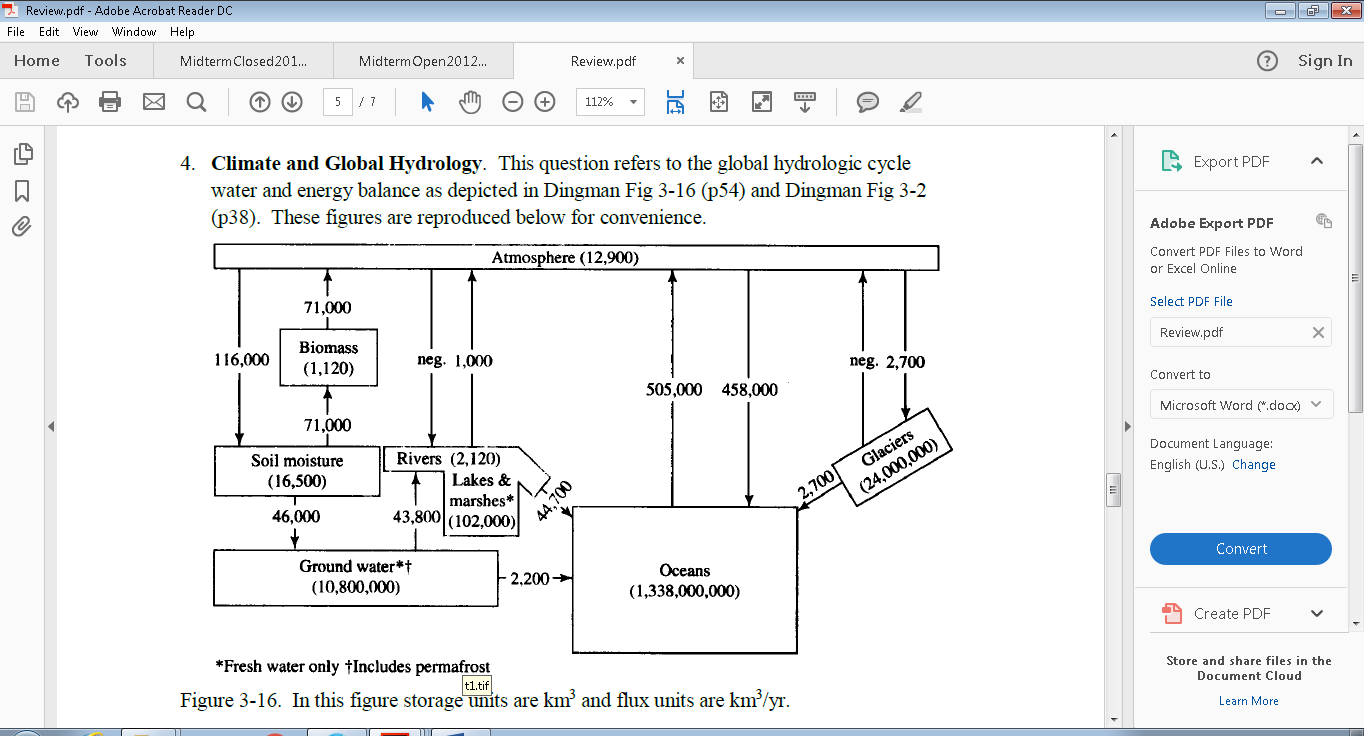 Review.pdf - Adobe Acrobat Reader DC
File Edit View Window Help
Home Tools MidtermClosed201... MidtermOpen2012... Review.pdf × Sign In
5 / 7 112%
4. Climate and Global Hydrology. This question refers to the global hydrologic cycle
water and energy balance as depicted in Dingman Fig 3-16 (p54) and Dingman Fig 3-2
(p38). These figures are reproduced below for convenience.
Atmosphere (12,900)
71,000
Biomass
(1,120)
116,000
neg. 1,000
505,000 458,000
neg. 2,700
71,000
Soil moisture
(16,500)
Rivers (2,120)
Lakes &
marshes*
(102,000)
44,700
Glaciers
(24,000,000)
2,700
46,000
43,800
Ground water*†
(10,800,000)
2,200
Oceans
(1,338,000,000)
*Fresh water only †Includes permafrost
t1.tif
Figure 3-16. In this figure storage units are km³ and flux units are km³/yr.
Export PDF
Adobe Export PDF
Convert PDF Files to Word
or Excel Online
Select PDF File
Review.pdf
Convert to
Microsoft Word (*.docx)
Document Language:
English (U.S.) Change
Convert
Create PDF
Store and share files in the
Document Cloud
Learn More